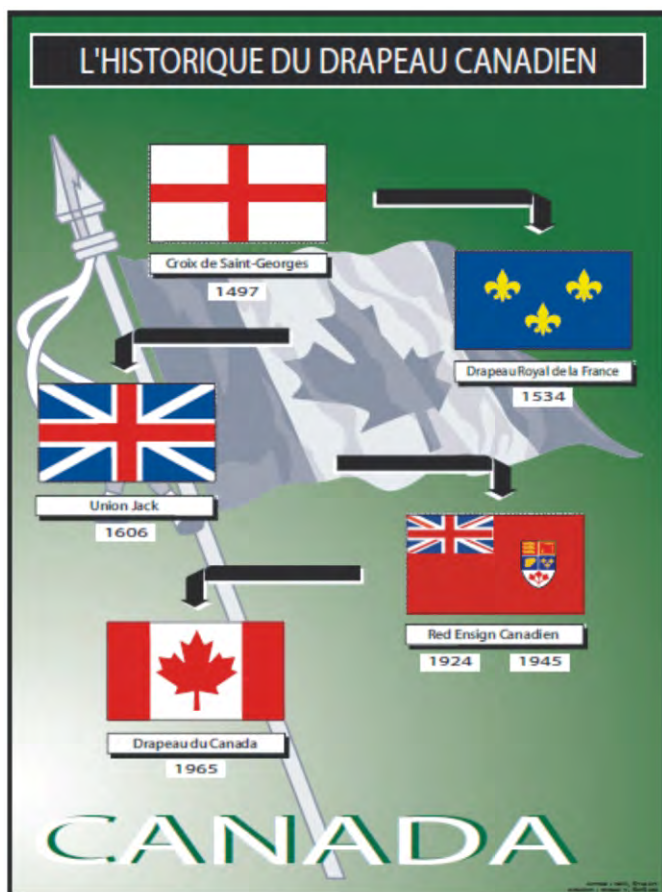 L'HISTORIQUE DU DRAPEAU CANADIEN
Croix de Saint-Georges
1497
Drapeau Royal de la France
1534
Union Jack
1606
Red Ensign Canadien
1924 1945
Drapeau du Canada
1965
CANADA